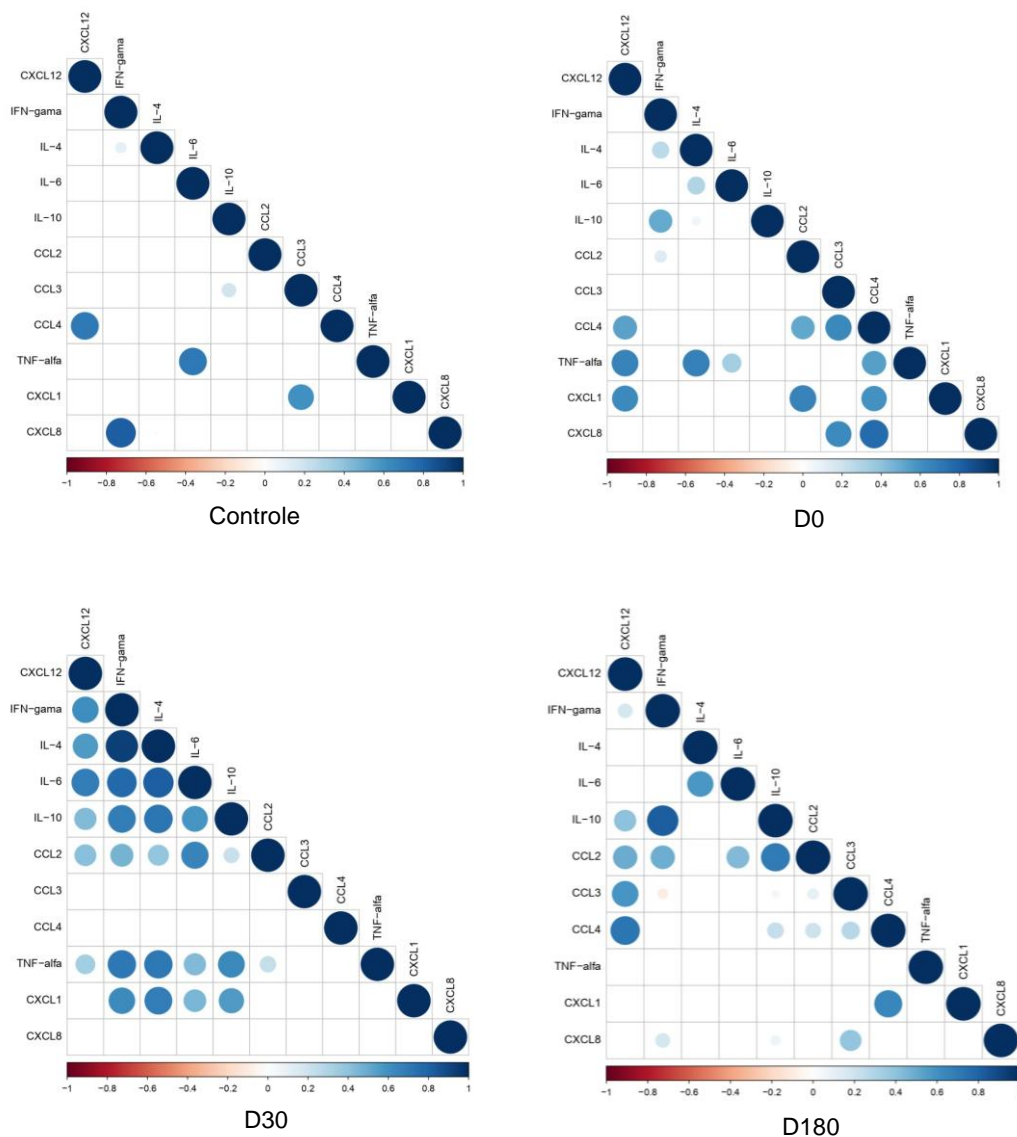 CXCL12
IFN-gama
IL-4
IL-6
IL-10
CCL2
CCL3
CCL4
TNF-alfa
CXCL1
CXCL8
CXCL12
IFN-gama
IL-4
IL-6
IL-10
CCL2
CCL3
CCL4
TNF-alfa
CXCL1
CXCL8
-1 -0.8 -0.6 -0.4 -0.2 0 0.2 0.4 0.6 0.8 1
Controle
CXCL12
IFN-gama
IL-4
IL-6
IL-10
CCL2
CCL3
CCL4
TNF-alfa
CXCL1
CXCL8
CXCL12
IFN-gama
IL-4
IL-6
IL-10
CCL2
CCL3
CCL4
TNF-alfa
CXCL1
CXCL8
-1 -0.8 -0.6 -0.4 -0.2 0 0.2 0.4 0.6 0.8 1
D0
CXCL12
IFN-gama
IL-4
IL-6
IL-10
CCL2
CCL3
CCL4
TNF-alfa
CXCL1
CXCL8
CXCL12
IFN-gama
IL-4
IL-6
IL-10
CCL2
CCL3
CCL4
TNF-alfa
CXCL1
CXCL8
-1 -0.8 -0.6 -0.4 -0.2 0 0.2 0.4 0.6 0.8 1
D30
CXCL12
IFN-gama
IL-4
IL-6
IL-10
CCL2
CCL3
CCL4
TNF-alfa
CXCL1
CXCL8
CXCL12
IFN-gama
IL-4
IL-6
IL-10
CCL2
CCL3
CCL4
TNF-alfa
CXCL1
CXCL8
-1 -0.8 -0.6 -0.4 -0.2 0 0.2 0.4 0.6 0.8
D180